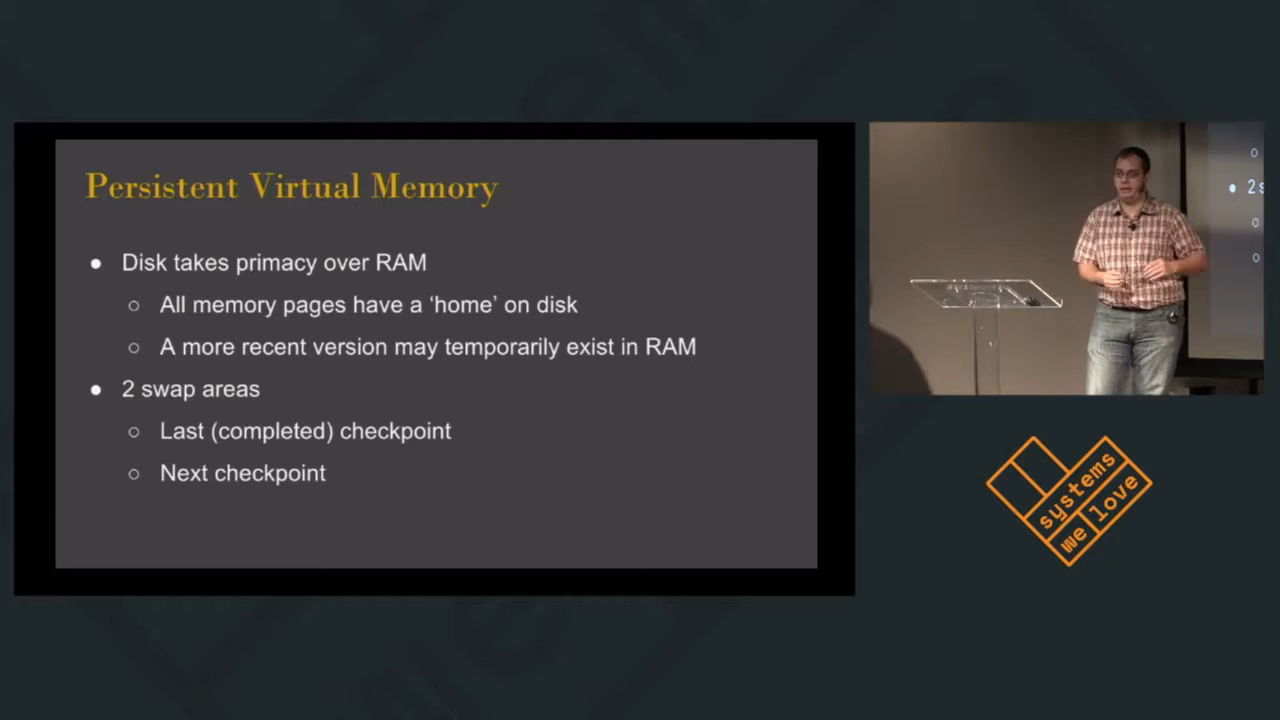 Persistent Virtual Memory
● Disk takes primacy over RAM
○ All memory pages have a ‘home’ on disk
○ A more recent version may temporarily exist in RAM
● 2 swap areas
○ Last (completed) checkpoint
○ Next checkpoint
● 2 s
systems
we love